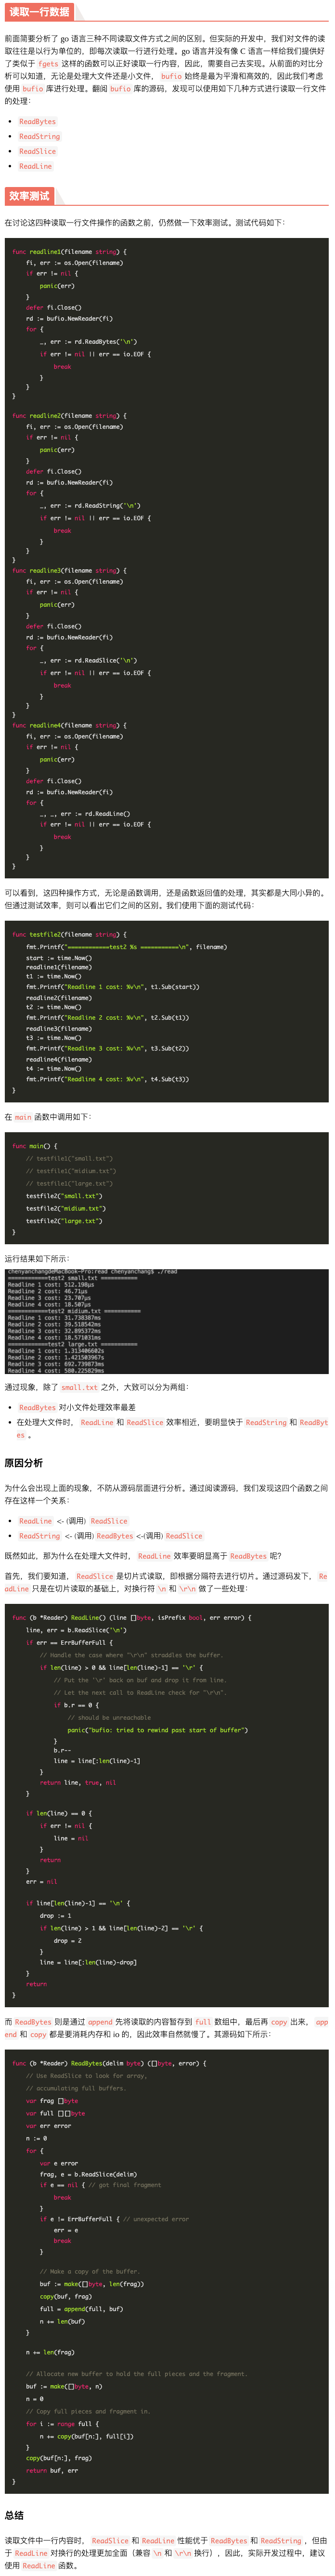 读取一行数据
前面简要分析了 go 语言三种不同读取文件方式之间的区别。但实际的开发中，我们对文件的读
取往往是以行为单位的，即每次读取一行进行处理。go 语言并没有像 C 语言一样给我们提供好
了类似于 fgets 这样的函数可以正好读取一行内容，因此，需要自己去实现。从前面的对比分
析可以知道，无论是处理大文件还是小文件， bufio 始终是最为平滑和高效的，因此我们考虑
使用 bufio 库进行处理。翻阅 bufio 库的源码，发现可以使用如下几种方式进行读取一行文件
的处理：
• ReadBytes
• ReadString
• ReadSlice
• ReadLine
效率测试
在讨论这四种读取一行文件操作的函数之前，仍然做一下效率测试。测试代码如下：
func readline1(filename string) {
    fi, err := os.Open(filename)
    if err != nil {
        panic(err)
    }
    defer fi.Close()
    rd := bufio.NewReader(fi)
    for {
        _, err := rd.ReadBytes('\n')
        if err != nil || err == io.EOF {
            break
        }
    }
}
func readline2(filename string) {
    fi, err := os.Open(filename)
    if err != nil {
        panic(err)
    }
    defer fi.Close()
    rd := bufio.NewReader(fi)
    for {
        _, err := rd.ReadString('\n')
        if err != nil || err == io.EOF {
            break
        }
    }
}
func readline3(filename string) {
    fi, err := os.Open(filename)
    if err != nil {
        panic(err)
    }
    defer fi.Close()
    rd := bufio.NewReader(fi)
    for {
        _, err := rd.ReadSlice('\n')
        if err != nil || err == io.EOF {
            break
        }
    }
}
func readline4(filename string) {
    fi, err := os.Open(filename)
    if err != nil {
        panic(err)
    }
    defer fi.Close()
    rd := bufio.NewReader(fi)
    for {
        _, _, err := rd.ReadLine()
        if err != nil || err == io.EOF {
            break
        }
    }
}
可以看到，这四种操作方式，无论是函数调用，还是函数返回值的处理，其实都是大同小异的。
但通过测试效率，则可以看出它们之间的区别。我们使用下面的测试代码：
func testfile2(filename string) {
    fmt.Printf("============test2 %s ===========\n", filename)
    start := time.Now()
    readline1(filename)
    t1 := time.Now()
    fmt.Printf("Readline 1 cost: %v\n", t1.Sub(start))
    readline2(filename)
    t2 := time.Now()
    fmt.Printf("Readline 2 cost: %v\n", t2.Sub(t1))
    readline3(filename)
    t3 := time.Now()
    fmt.Printf("Readline 3 cost: %v\n", t3.Sub(t2))
    readline4(filename)
    t4 := time.Now()
    fmt.Printf("Readline 4 cost: %v\n", t4.Sub(t3))
}
在 main 函数中调用如下：
func main() {
    // testfile1("small.txt")
    // testfile1("midium.txt")
    // testfile1("large.txt")
    testfile2("small.txt")
    testfile2("midium.txt")
    testfile2("large.txt")
}
运行结果如下所示：
chenyanchangdeMacBook-Pro:read chenyanchang$ ./read
============test2 small.txt ===========
Readline 1 cost: 512.198µs
Readline 2 cost: 46.71µs
Readline 3 cost: 23.707µs
Readline 4 cost: 18.507µs
============test2 midium.txt ===========
Readline 1 cost: 31.738387ms
Readline 2 cost: 39.518542ms
Readline 3 cost: 32.895372ms
Readline 4 cost: 18.571031ms
============test2 large.txt ===========
Readline 1 cost: 1.313406602s
Readline 2 cost: 1.421503967s
Readline 3 cost: 692.739873ms
Readline 4 cost: 580.225829ms
通过现象，除了 small.txt 之外，大致可以分为两组：
• ReadBytes 对小文件处理效率最差
• 在处理大文件时， ReadLine 和 ReadSlice 效率相近，要明显快于 ReadString 和 ReadByt
es 。
原因分析
为什么会出现上面的现象，不防从源码层面进行分析。通过阅读源码，我们发现这四个函数之间
存在这样一个关系：
• ReadLine <- (调用) ReadSlice
• ReadString <- (调用) ReadBytes <-(调用) ReadSlice
既然如此，那为什么在处理大文件时， ReadLine 效率要明显高于 ReadBytes 呢？
首先，我们要知道， ReadSlice 是切片式读取，即根据分隔符去进行切片。通过源码发下， Re
adLine 只是在切片读取的基础上，对换行符 \n 和 \r\n 做了一些处理：
func (b *Reader) ReadLine() (line []byte, isPrefix bool, err error) {
    line, err = b.ReadSlice('\n')
    if err == ErrBufferFull {
        // Handle the case where "\r\n" straddles the buffer.
        if len(line) > 0 && line[len(line)-1] == '\r' {
            // Put the '\r' back on buf and drop it from line.
            // Let the next call to ReadLine check for "\r\n".
            if b.r == 0 {
                // should be unreachable
                panic("bufio: tried to rewind past start of buffer")
            }
            b.r--
            line = line[:len(line)-1]
        }
        return line, true, nil
    }
    if len(line) == 0 {
        if err != nil {
            line = nil
        }
        return
    }
    err = nil
    if line[len(line)-1] == '\n' {
        drop := 1
        if len(line) > 1 && line[len(line)-2] == '\r' {
            drop = 2
        }
        line = line[:len(line)-drop]
    }
    return
}
而 ReadBytes 则是通过 append 先将读取的内容暂存到 full 数组中，最后再 copy 出来， app
end 和 copy 都是要消耗内存和 io 的，因此效率自然就慢了。其源码如下所示：
func (b *Reader) ReadBytes(delim byte) ([]byte, error) {
    // Use ReadSlice to look for array,
    // accumulating full buffers.
    var frag []byte
    var full [][]byte
    var err error
    n := 0
    for {
        var e error
        frag, e = b.ReadSlice(delim)
        if e == nil { // got final fragment
            break
        }
        if e != ErrBufferFull { // unexpected error
            err = e
            break
        }
        // Make a copy of the buffer.
        buf := make([]byte, len(frag))
        copy(buf, frag)
        full = append(full, buf)
        n += len(buf)
    }
    n += len(frag)
    // Allocate new buffer to hold the full pieces and the fragment.
    buf := make([]byte, n)
    n = 0
    // Copy full pieces and fragment in.
    for i := range full {
        n += copy(buf[n:], full[i])
    }
    copy(buf[n:], frag)
    return buf, err
}
总结
读取文件中一行内容时， ReadSlice 和 ReadLine 性能优于 ReadBytes 和 ReadString ，但由
于 ReadLine 对换行的处理更加全面（兼容 \n 和 \r\n 换行），因此，实际开发过程中，建议
使用 ReadLine 函数。